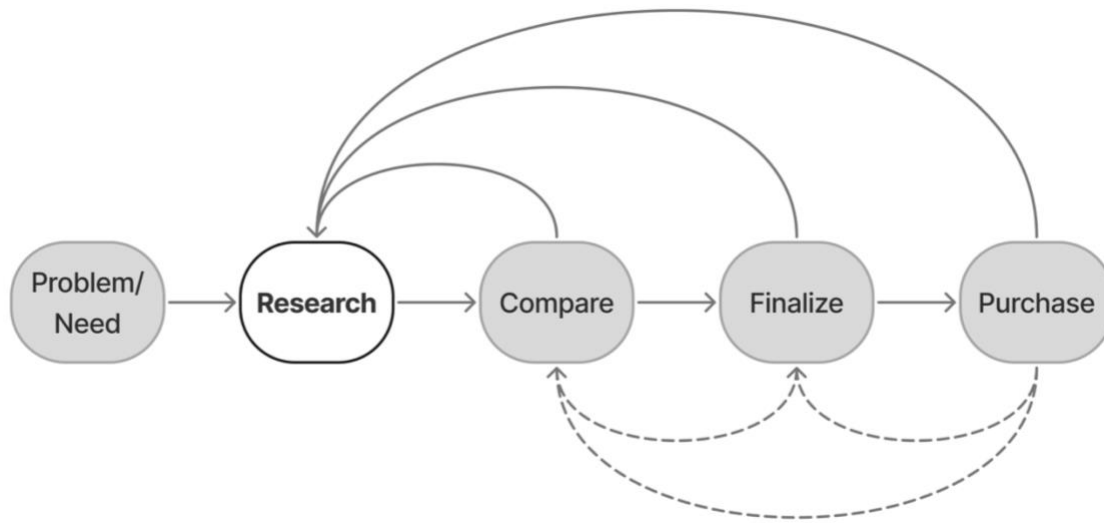 Problem/
Need
Research
Compare
Finalize
Purchase